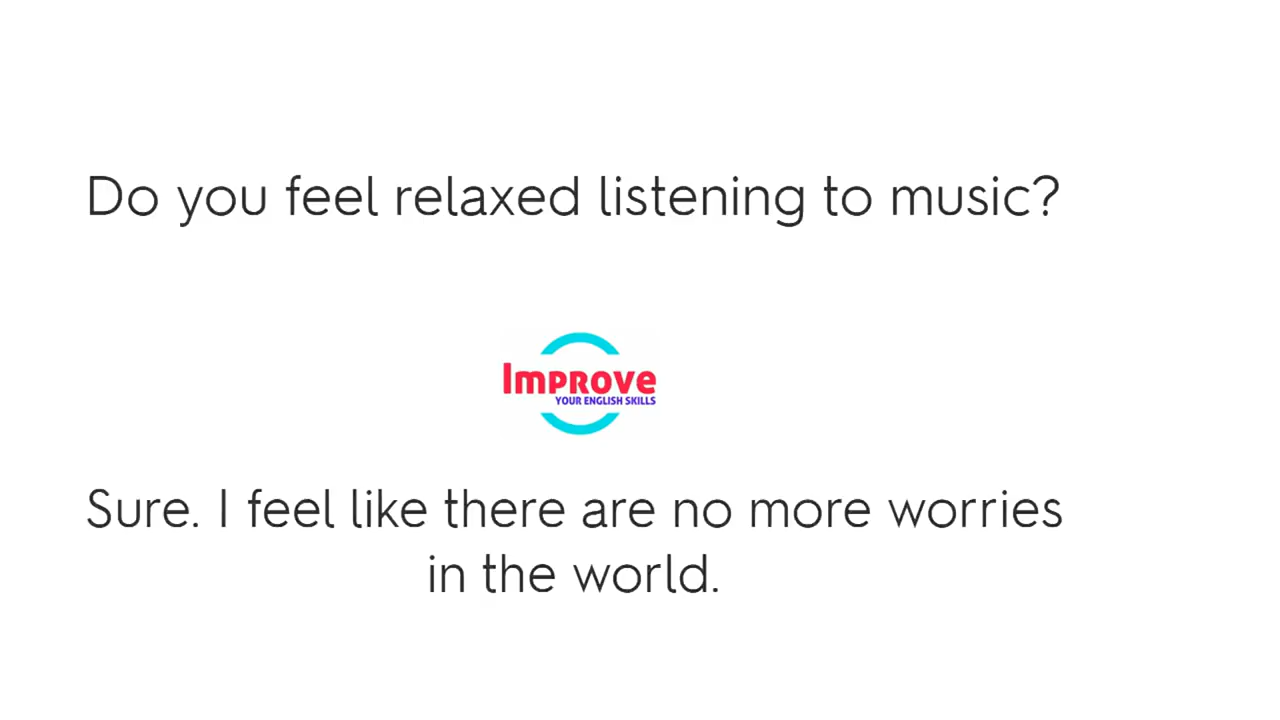 Do you feel relaxed listening to music?
Improve
YOUR ENGLISH SKILLS
Sure. I feel like there are no more worries
in the world.